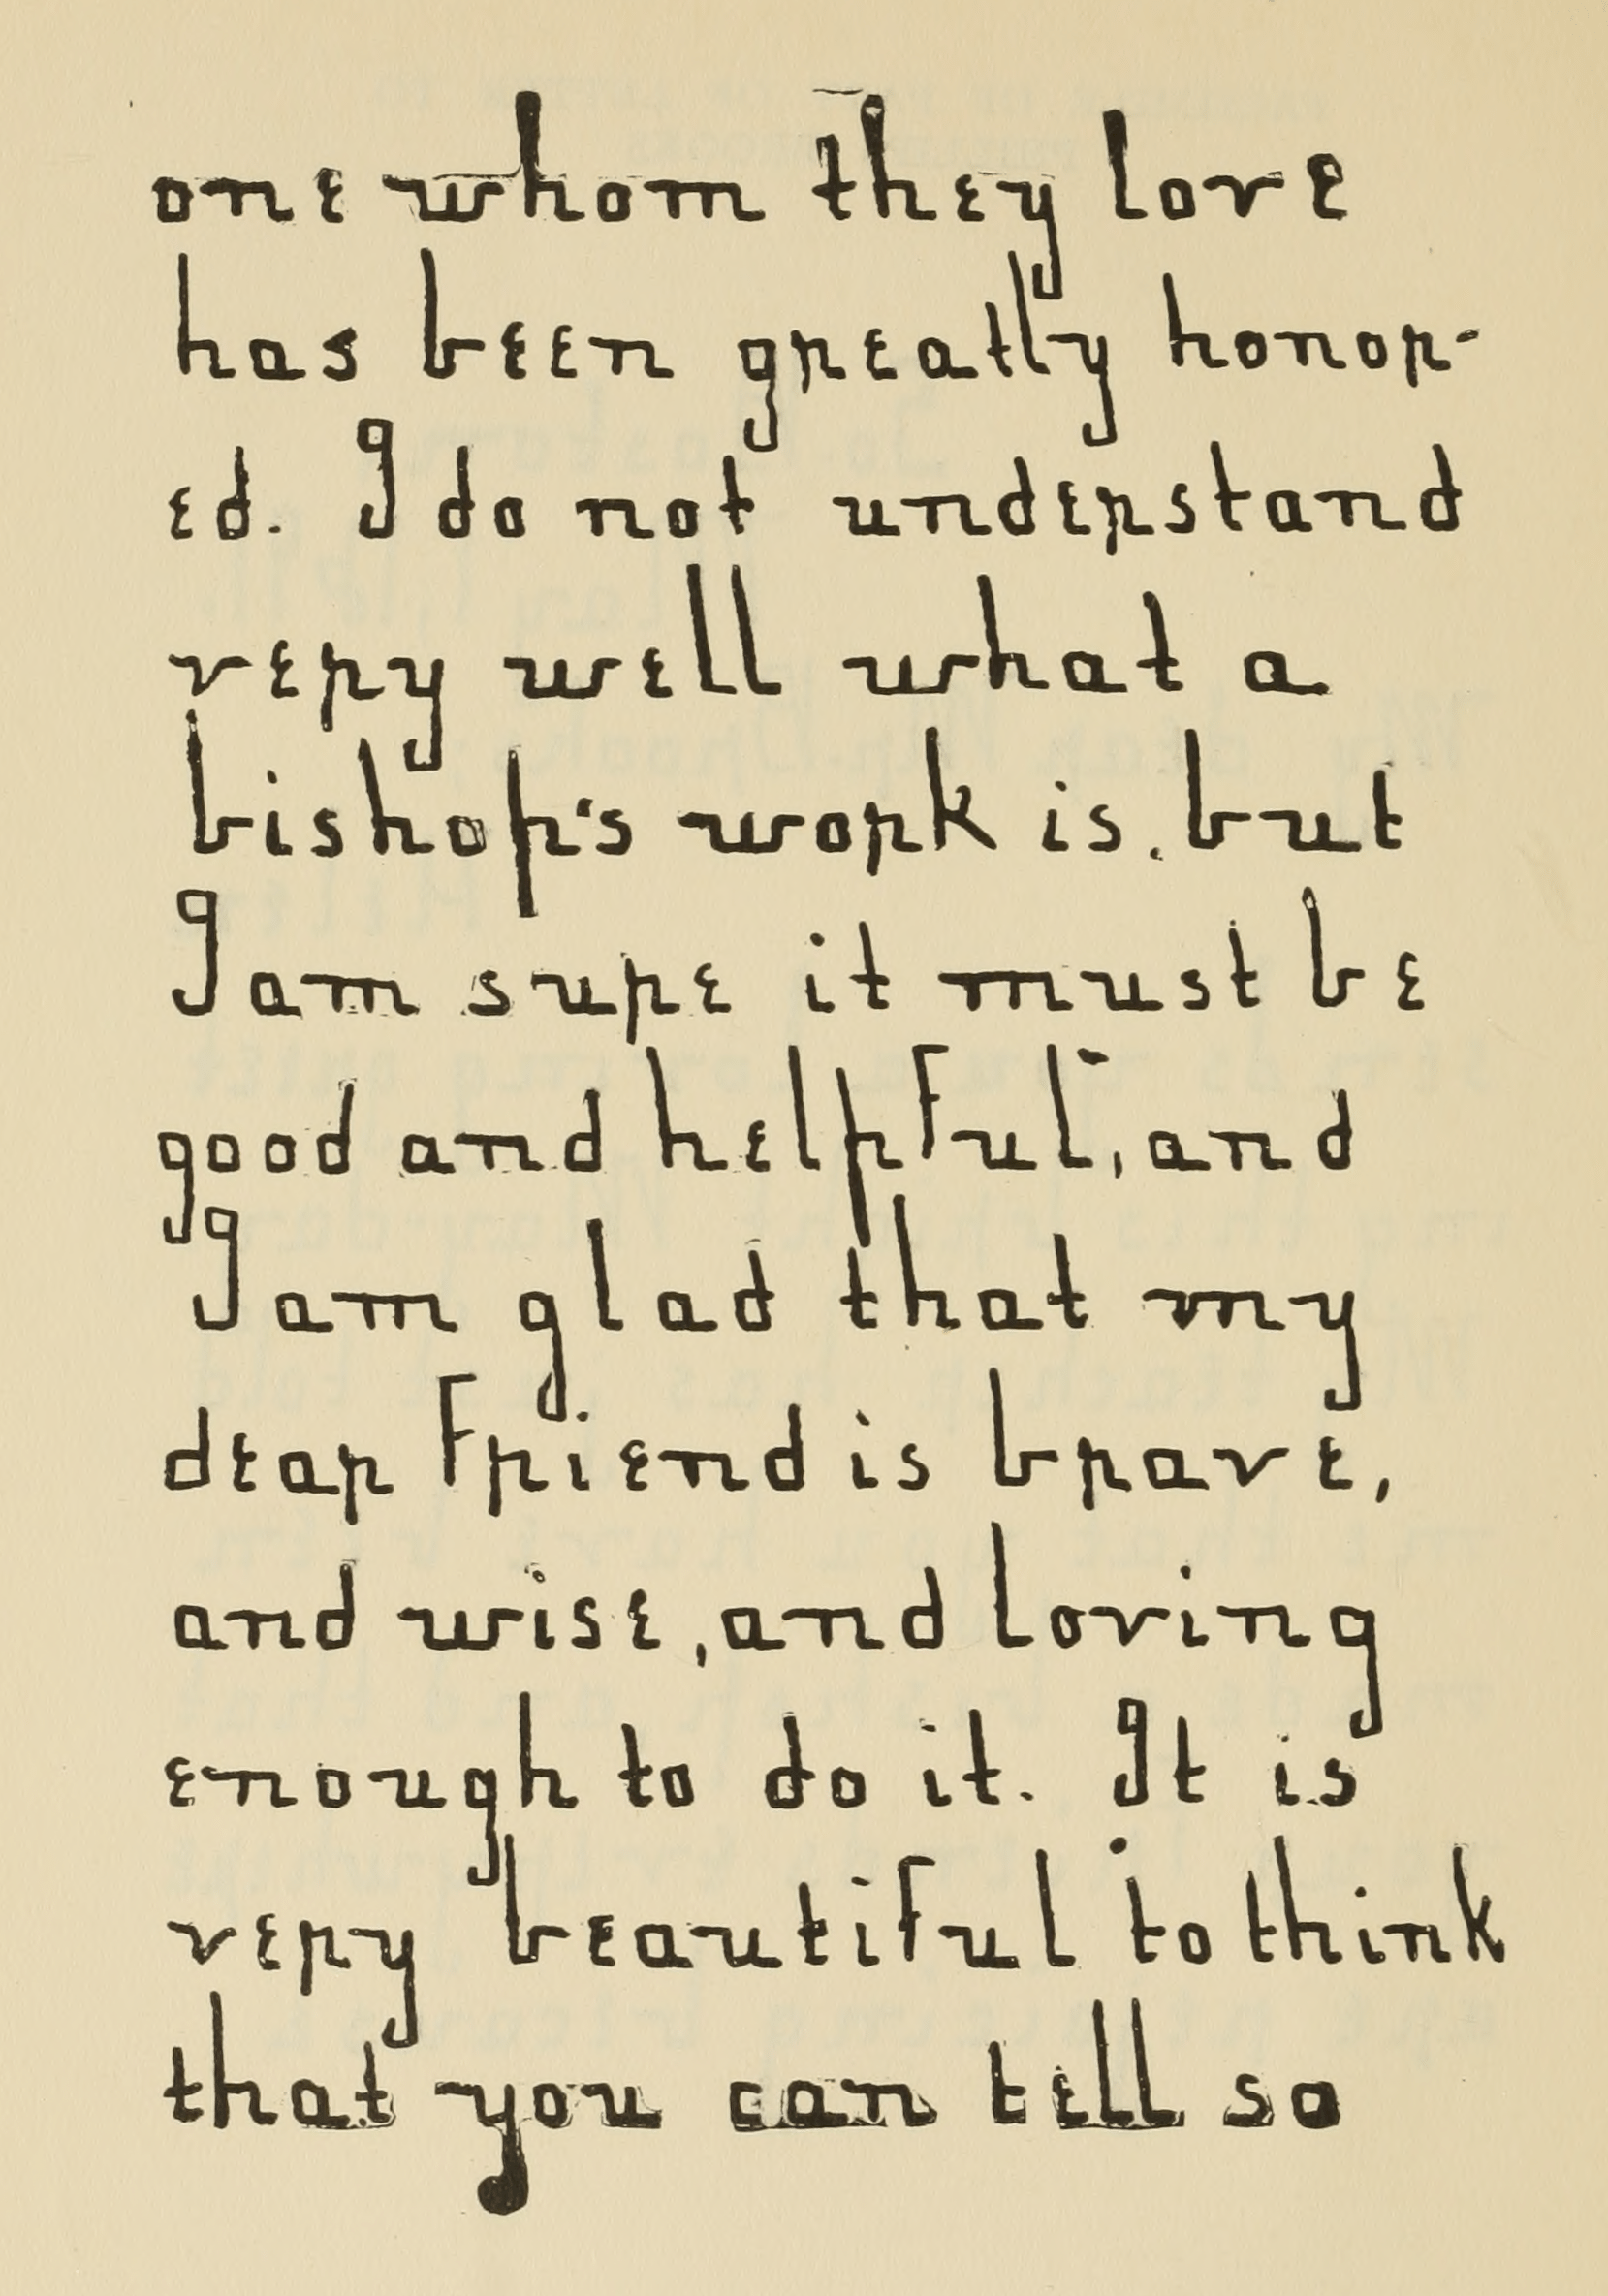 one whom they love
has been greatly honor-
ed. I do not understand
very well what a
bishop's work is, but
I am sure it must be
good and helpful, and
I am glad that my
dear friend is brave,
and wise, and loving
enough to do it. It is
very beautiful to think
that you can tell so